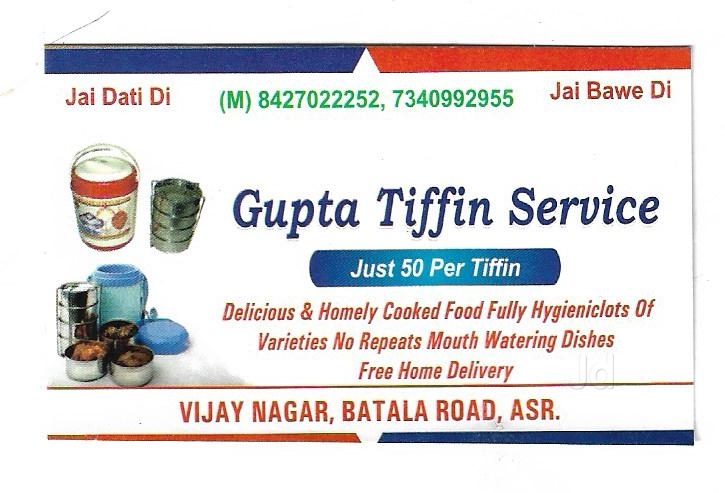 Jai Dati Di
(M) 8427022252, 7340992955
Jai Bawe Di
Gupta Tiffin Service
Just 50 Per Tiffin
Delicious & Homely Cooked Food Fully Hygieniclots Of
Varieties No Repeats Mouth Watering Dishes
Free Home Delivery
Jd
VIJAY NAGAR, BATALA ROAD, ASR.